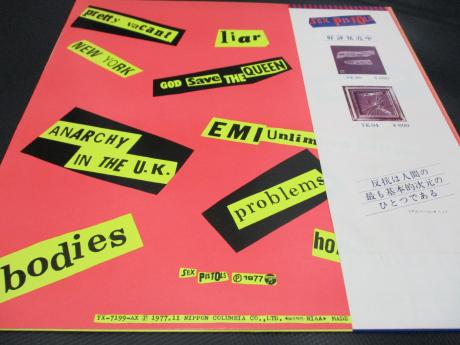 pretty vacant
liar
NEW YORK
GOD Save THE QUEEN
ANARCHY
IN THE U.K.
EMI Unlim
problems
bodies
ho
SEX PISTOLS ℗ 1977
YX-7199-AX ℗ 1977.11 NIPPON COLUMBIA CO.,LTD. MADE
SEX PISTOLS
好評発売中
反抗は人間の
最も基本的次元の
ひとつである